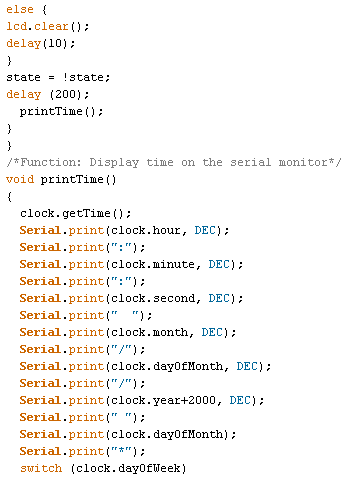 else {
lcd.clear();
delay(10);
}
state = !state;
delay (200);
  printTime();
}
}
/*Function: Display time on the serial monitor*/
void printTime()
{
  clock.getTime();
  Serial.print(clock.hour, DEC);
  Serial.print(":");
  Serial.print(clock.minute, DEC);
  Serial.print(":");
  Serial.print(clock.second, DEC);
  Serial.print("  ");
  Serial.print(clock.month, DEC);
  Serial.print("/");
  Serial.print(clock.dayOfMonth, DEC);
  Serial.print("/");
  Serial.print(clock.year+2000, DEC);
  Serial.print(" ");
  Serial.print(clock.dayOfMonth);
  Serial.print("*");
  switch (clock.dayOfWeek)